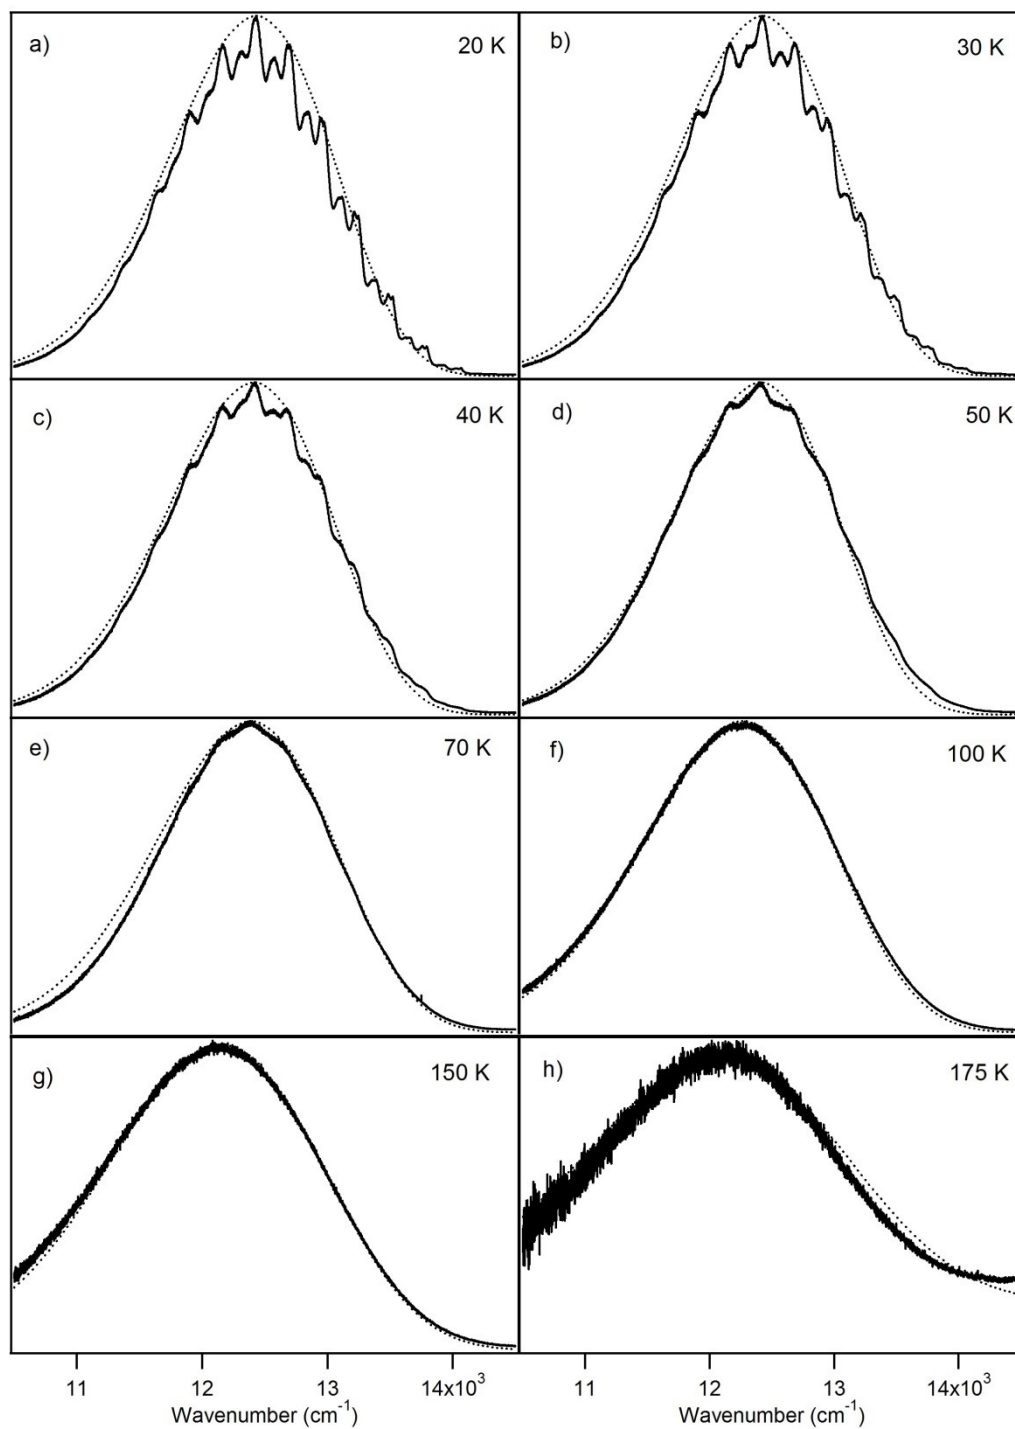 a) 20 K
b) 30 K
c) 40 K
d) 50 K
e) 70 K
f) 100 K
g) 150 K
h) 175 K
11 12 13 14x10³
Wavenumber (cm⁻¹)
11 12 13 14x10³
Wavenumber (cm⁻¹)